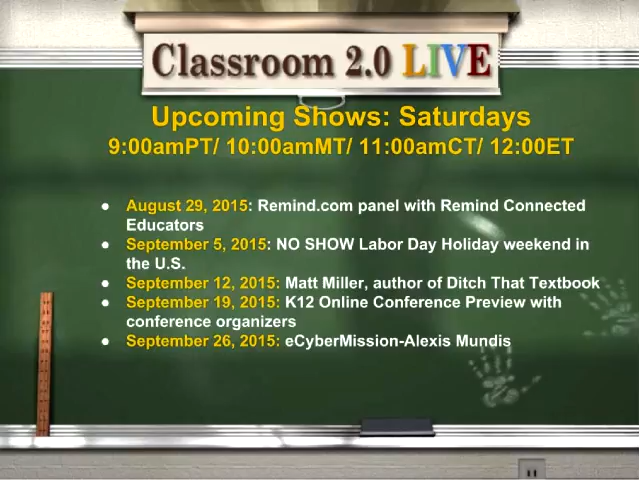 Classroom 2.0 LIVE
Upcoming Shows: Saturdays
9:00amPT/ 10:00amMT/ 11:00amCT/ 12:00ET
● August 29, 2015: Remind.com panel with Remind Connected
Educators
● September 5, 2015: NO SHOW Labor Day Holiday weekend in
the U.S.
● September 12, 2015: Matt Miller, author of Ditch That Textbook
● September 19, 2015: K12 Online Conference Preview with
conference organizers
● September 26, 2015: eCyberMission-Alexis Mundis